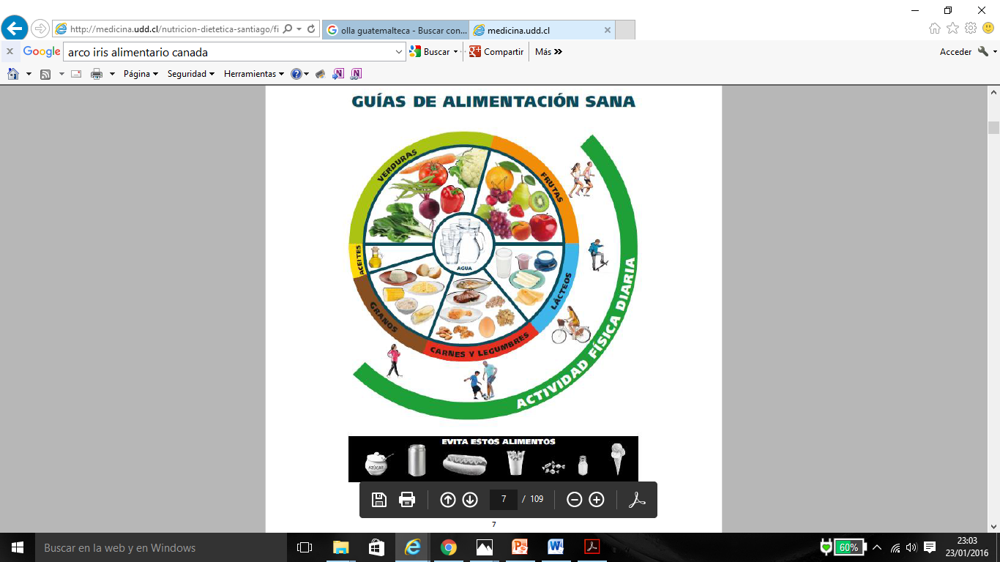 http://medicina.udd.cl/nutricion-dietetica-santiago/fi
olla guatemalteca - Buscar con...
medicina.udd.cl
x Google arco iris alimentario canada Buscar Compartir Más Acceder
Página Seguridad Herramientas
GUÍAS DE ALIMENTACIÓN SANA
VERDURAS
FRUTAS
ACEITES
AGUA
LÁCTEOS
GRANOS
CARNES Y LEGUMBRES
ACTIVIDAD FÍSICA DIARIA
EVITA ESTOS ALIMENTOS
AZÚCAR
7 / 109
7
Buscar en la web y en Windows
60%
23:03
23/01/2016